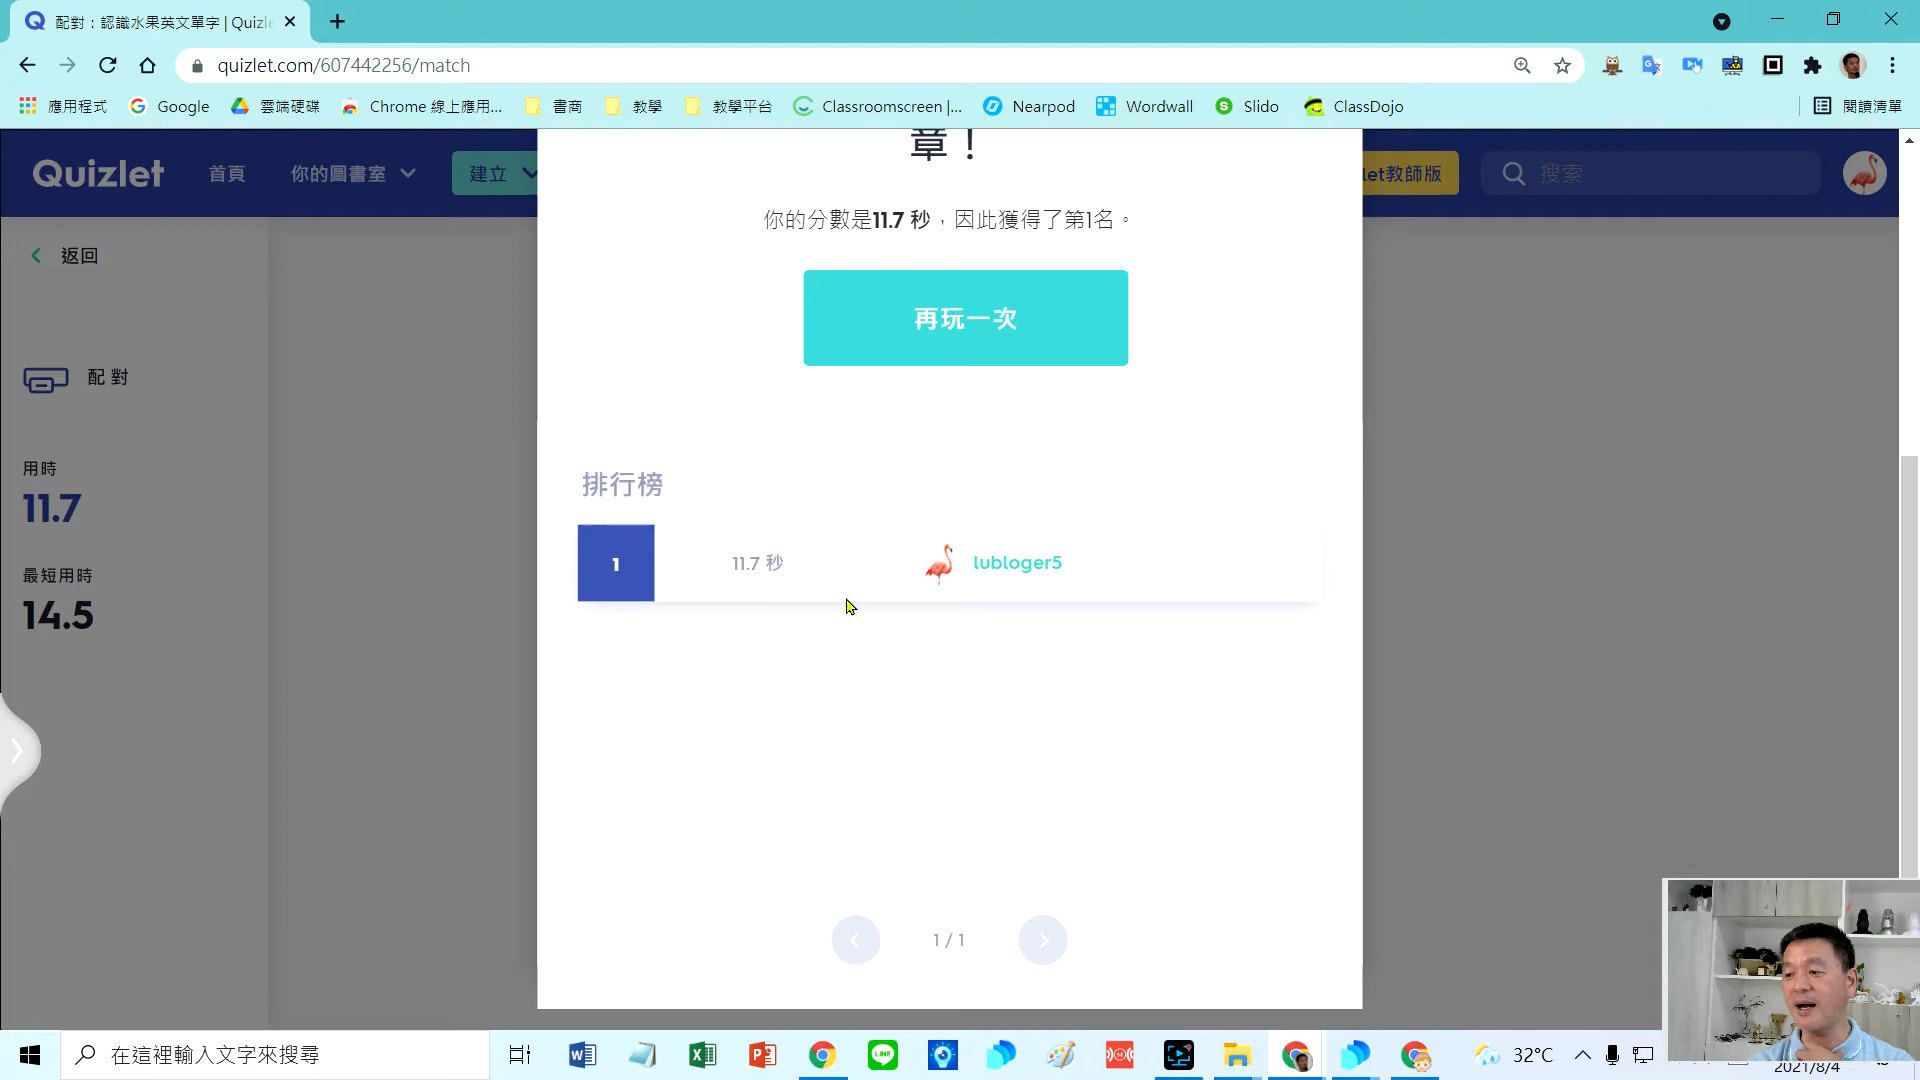 配對：認識水果英文單字 | Quizle
quizlet.com/607442256/match
應用程式 Google 雲端硬碟 Chrome 線上應用... 書商 教學 教學平台 Classroomscreen |... Nearpod Wordwall Slido ClassDojo 閱讀清單
章！
Quizlet 首頁 你的圖書室 建立 let教師版 搜索
你的分數是11.7 秒，因此獲得了第1名。
返回
再玩一次
配對
用時
11.7
最短用時
14.5
排行榜
1 11.7 秒 lubloger5
1 / 1
在這裡輸入文字來搜尋
32°C
2021/8/4